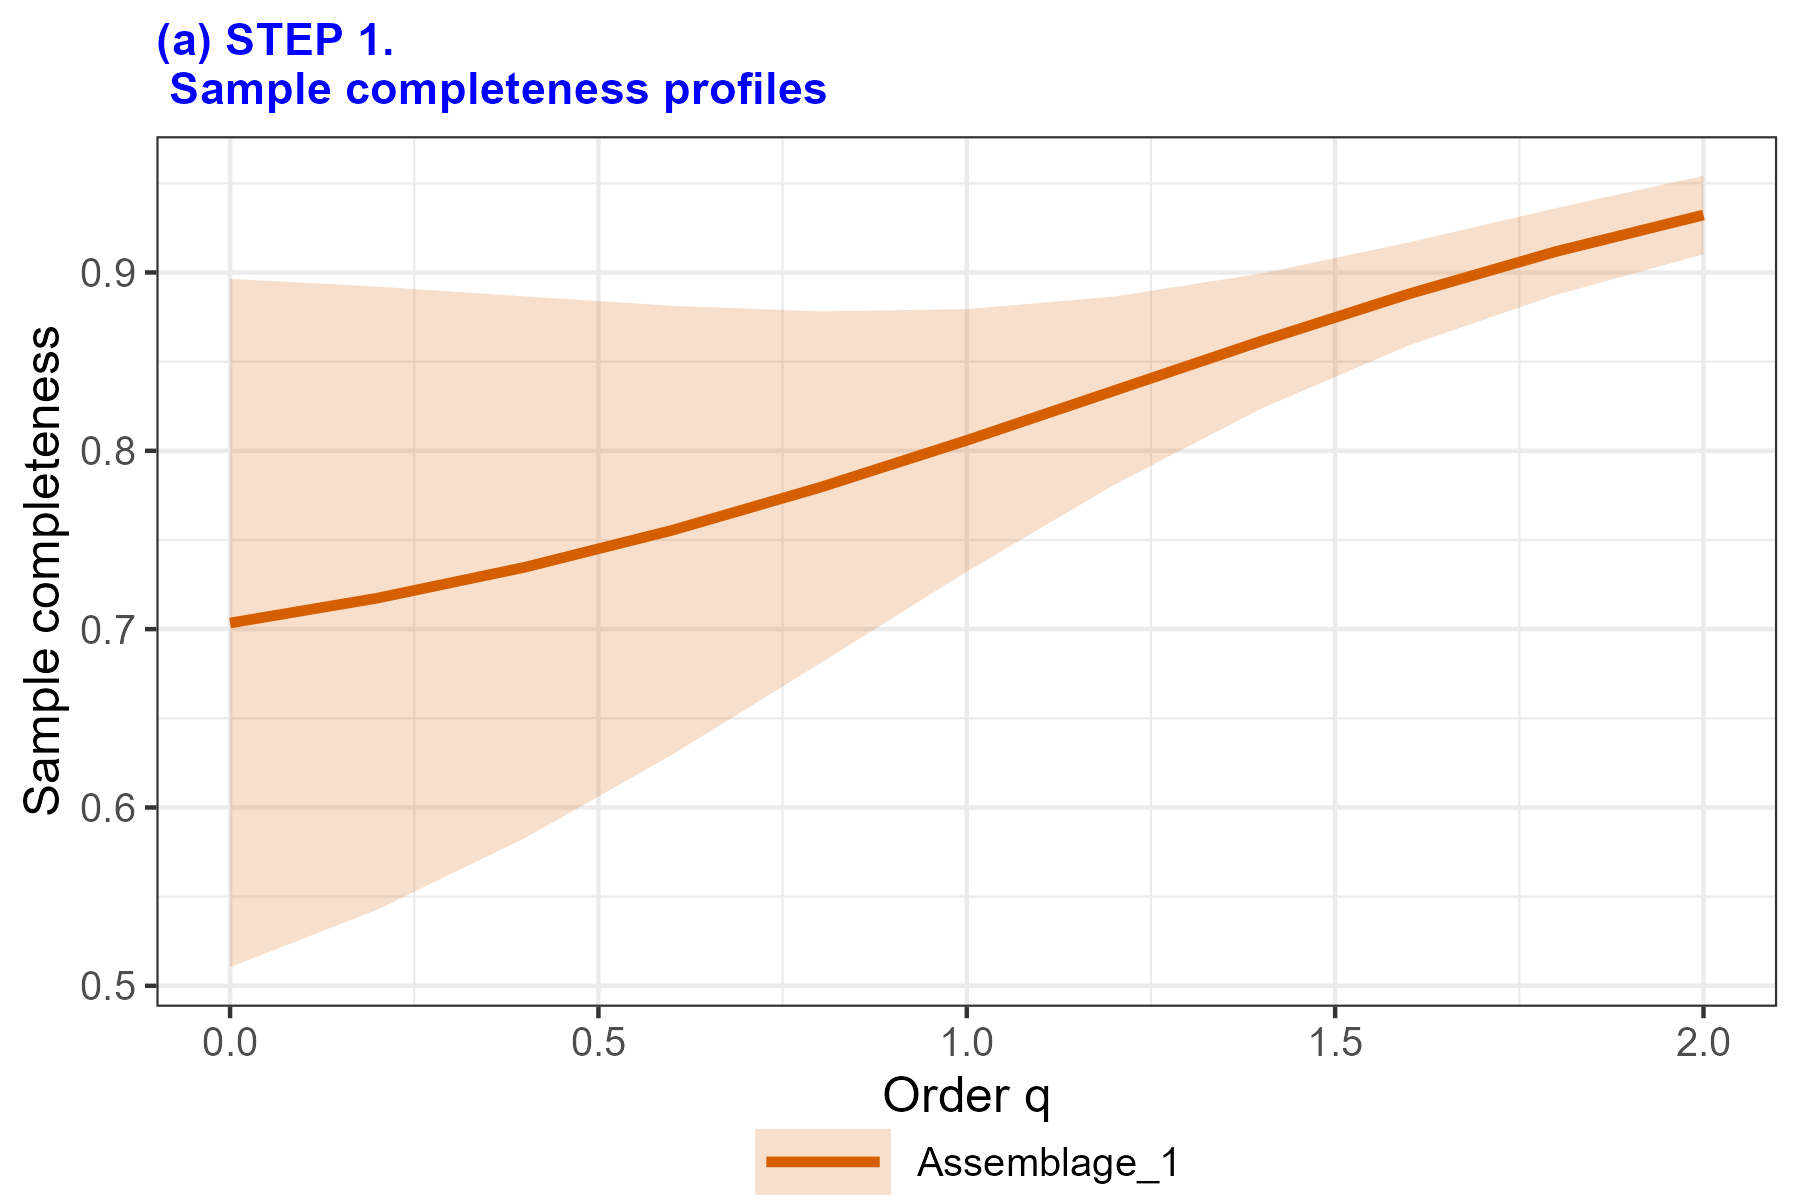 (a) STEP 1.
Sample completeness profiles
Sample completeness
0.9
0.8
0.7
0.6
0.5
0.0 0.5 1.0 1.5 2.0
Order q
Assemblage_1